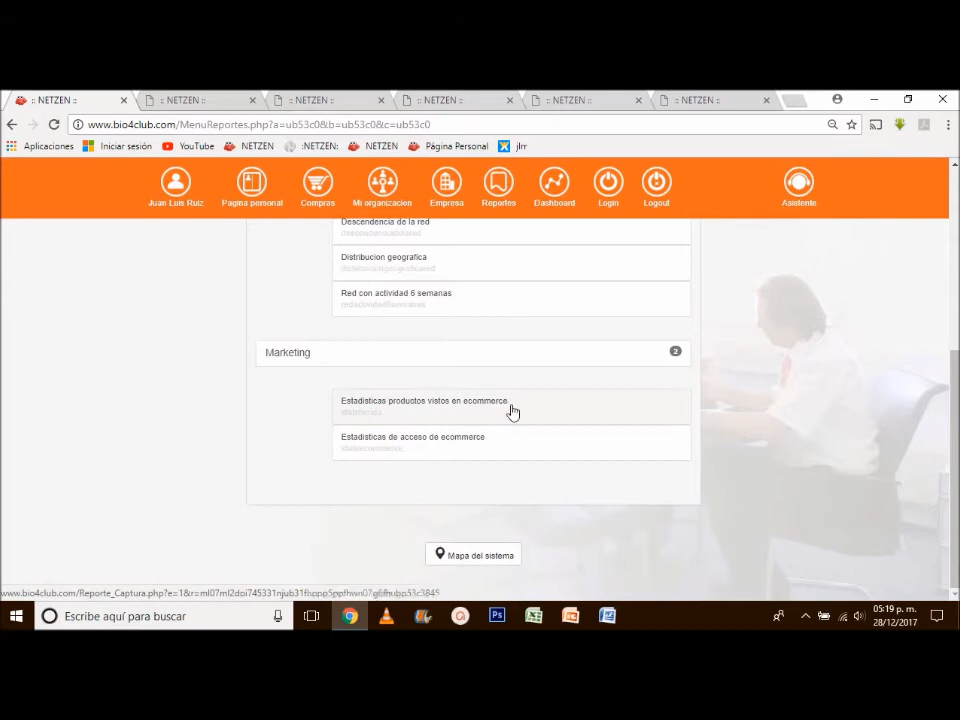 :: NETZEN ::
:: NETZEN ::
:: NETZEN ::
:: NETZEN ::
:: NETZEN ::
:: NETZEN ::
www.bio4club.com/MenuReportes.php?a=ub53c0&b=ub53c0&c=ub53c0
Aplicaciones Iniciar sesión YouTube NETZEN :NETZEN: NETZEN Página Personal jlrr
Juan Luis Ruiz Pagina personal Compras Mi organizacion Empresa Reportes Dashboard Login Logout Asistente
Descendencia de la red
descendenciadelared
Distribucion geografica
Red con actividad 6 semanas
redactividad6semanas
Marketing 2
Estadisticas productos vistos en ecommerce
Estadisticas de acceso de ecommerce
Mapa del sistema
Escribe aquí para buscar
05:19 p. m.
28/12/2017